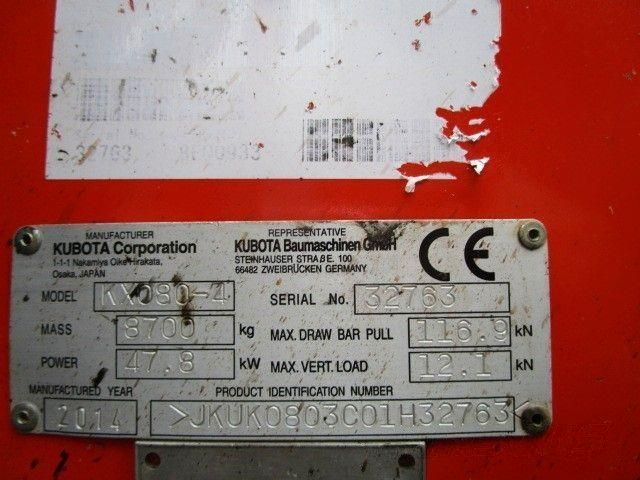 32763
MANUFACTURER
KUBOTA Corporation
1-1-1 Nakamiya Oike Hirakata,
Osaka, JAPAN
REPRESENTATIVE
KUBOTA Baumaschinen GmbH
STEINHAUSER STRAßE. 100
66482 ZWEIBRÜCKEN GERMANY
CE
MODEL KX080-4 SERIAL No. 32763
MASS 8700 kg MAX. DRAW BAR PULL 116.9 kN
POWER 47.8 kW MAX. VERT. LOAD 12.1 kN
MANUFACTURED YEAR PRODUCT IDENTIFICATION NUMBER
2014 >JKUK0803C01H32763<